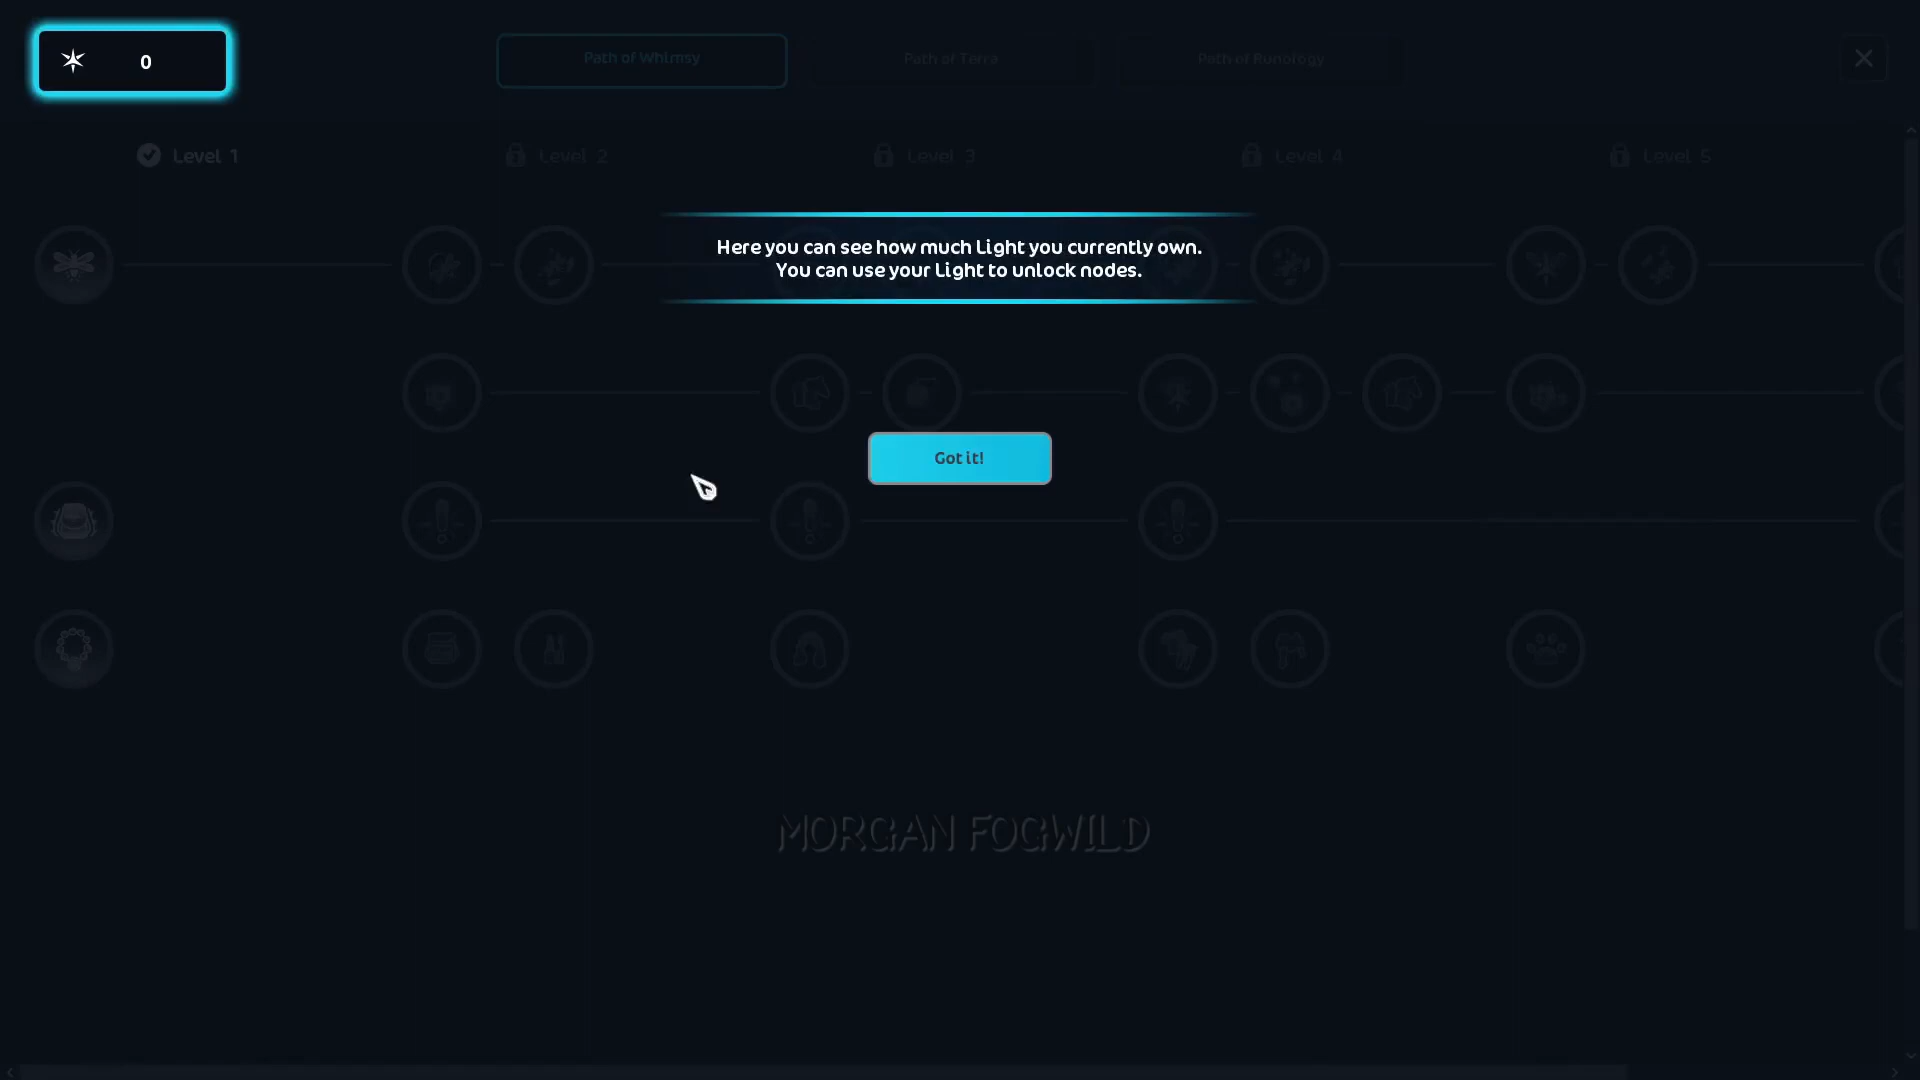 0
Path of Whimsy
Path of Terra
Path of Runology
Level 1
Level 2
Level 3
Level 4
Level 5
Here you can see how much Light you currently own.
You can use your Light to unlock nodes.
Got it!
MORGAN FOGWILD